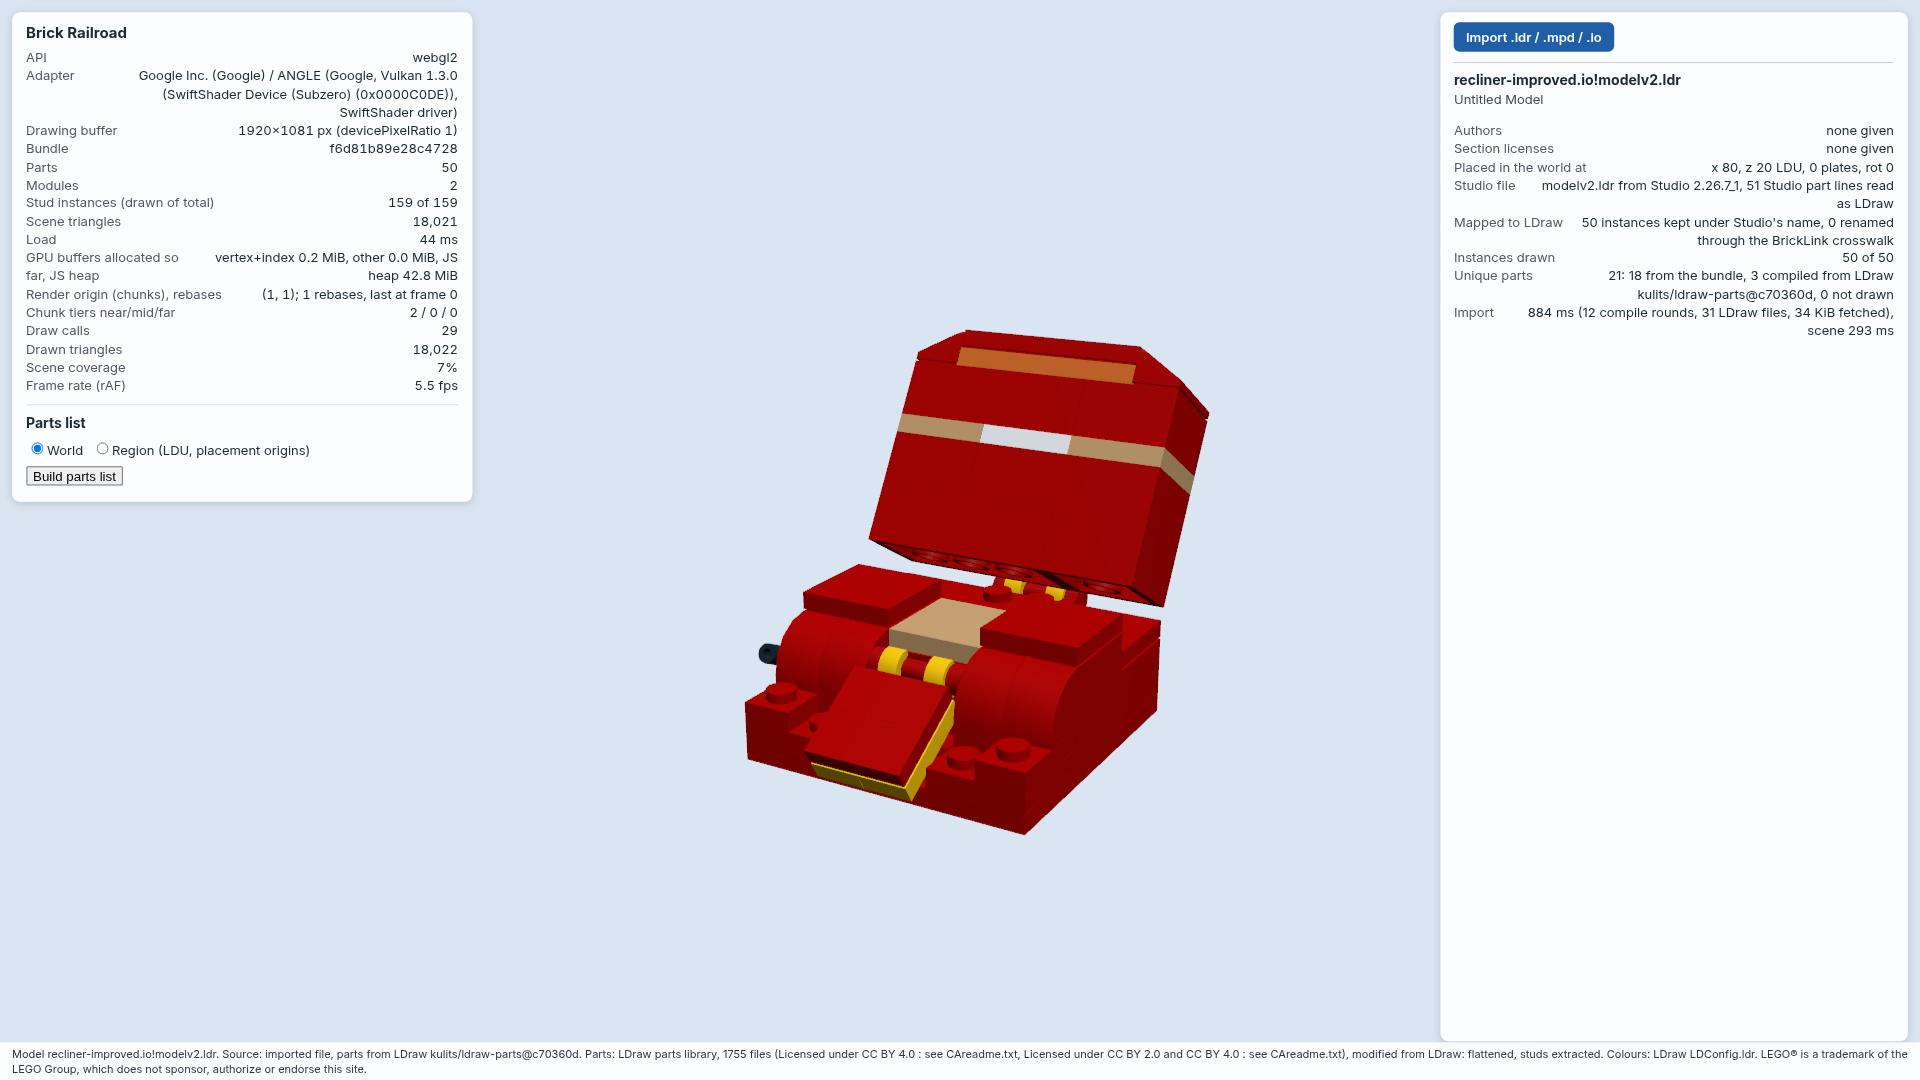 Brick Railroad
API webgl2
Adapter Google Inc. (Google) / ANGLE (Google, Vulkan 1.3.0
(SwiftShader Device (Subzero) (0x0000C0DE)),
SwiftShader driver)
Drawing buffer 1920×1081 px (devicePixelRatio 1)
Bundle f6d81b89e28c4728
Parts 50
Modules 2
Stud instances (drawn of total) 159 of 159
Scene triangles 18,021
Load 44 ms
GPU buffers allocated so vertex+index 0.2 MiB, other 0.0 MiB, JS
far, JS heap heap 42.8 MiB
Render origin (chunks), rebases (1, 1); 1 rebases, last at frame 0
Chunk tiers near/mid/far 2 / 0 / 0
Draw calls 29
Drawn triangles 18,022
Scene coverage 7%
Frame rate (rAF) 5.5 fps
Parts list
World Region (LDU, placement origins)
Build parts list
Import .ldr / .mpd / .io
recliner-improved.io!modelv2.ldr
Untitled Model
Authors none given
Section licenses none given
Placed in the world at x 80, z 20 LDU, 0 plates, rot 0
Studio file modelv2.ldr from Studio 2.26.7_1, 51 Studio part lines read
as LDraw
Mapped to LDraw 50 instances kept under Studio's name, 0 renamed
through the BrickLink crosswalk
Instances drawn 50 of 50
Unique parts 21: 18 from the bundle, 3 compiled from LDraw
kulits/ldraw-parts@c70360d, 0 not drawn
Import 884 ms (12 compile rounds, 31 LDraw files, 34 KiB fetched),
scene 293 ms
Model recliner-improved.io!modelv2.ldr. Source: imported file, parts from LDraw kulits/ldraw-parts@c70360d. Parts: LDraw parts library, 1755 files (Licensed under CC BY 4.0 : see CAreadme.txt, Licensed under CC BY 2.0 and CC BY 4.0 : see CAreadme.txt), modified from LDraw: flattened, studs extracted. Colours: LDraw LDConfig.ldr. LEGO® is a trademark of the
LEGO Group, which does not sponsor, authorize or endorse this site.